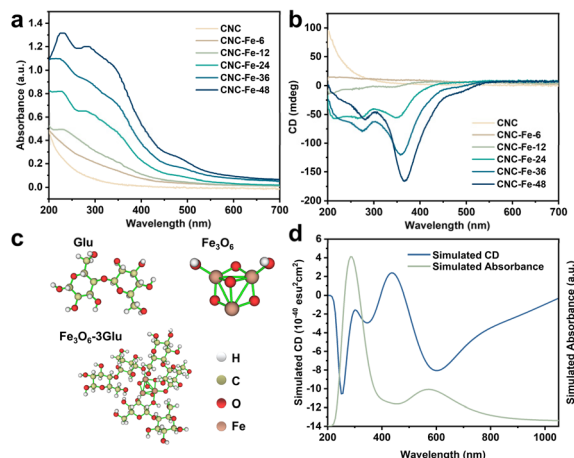 a
Absorbance (a.u.)
1.4
1.2
1.0
0.8
0.6
0.4
0.2
0.0
200 300 400 500 600 700
Wavelength (nm)
CNC
CNC-Fe-6
CNC-Fe-12
CNC-Fe-24
CNC-Fe-36
CNC-Fe-48
b
CD (mdeg)
100
50
0
-50
-100
-150
-200
200 300 400 500 600 700
Wavelength (nm)
CNC
CNC-Fe-6
CNC-Fe-12
CNC-Fe-24
CNC-Fe-36
CNC-Fe-48
c
Glu
Fe₃O₆
Fe₃O₆-3Glu
H
C
O
Fe
d
Simulated CD (10⁻⁴⁰ esu²cm²)
6
4
2
0
-2
-4
-6
-8
-10
-12
-14
200 400 600 800 1000
Wavelength (nm)
Simulated CD
Simulated Absorbance
Simulated Absorbance (a.u.)